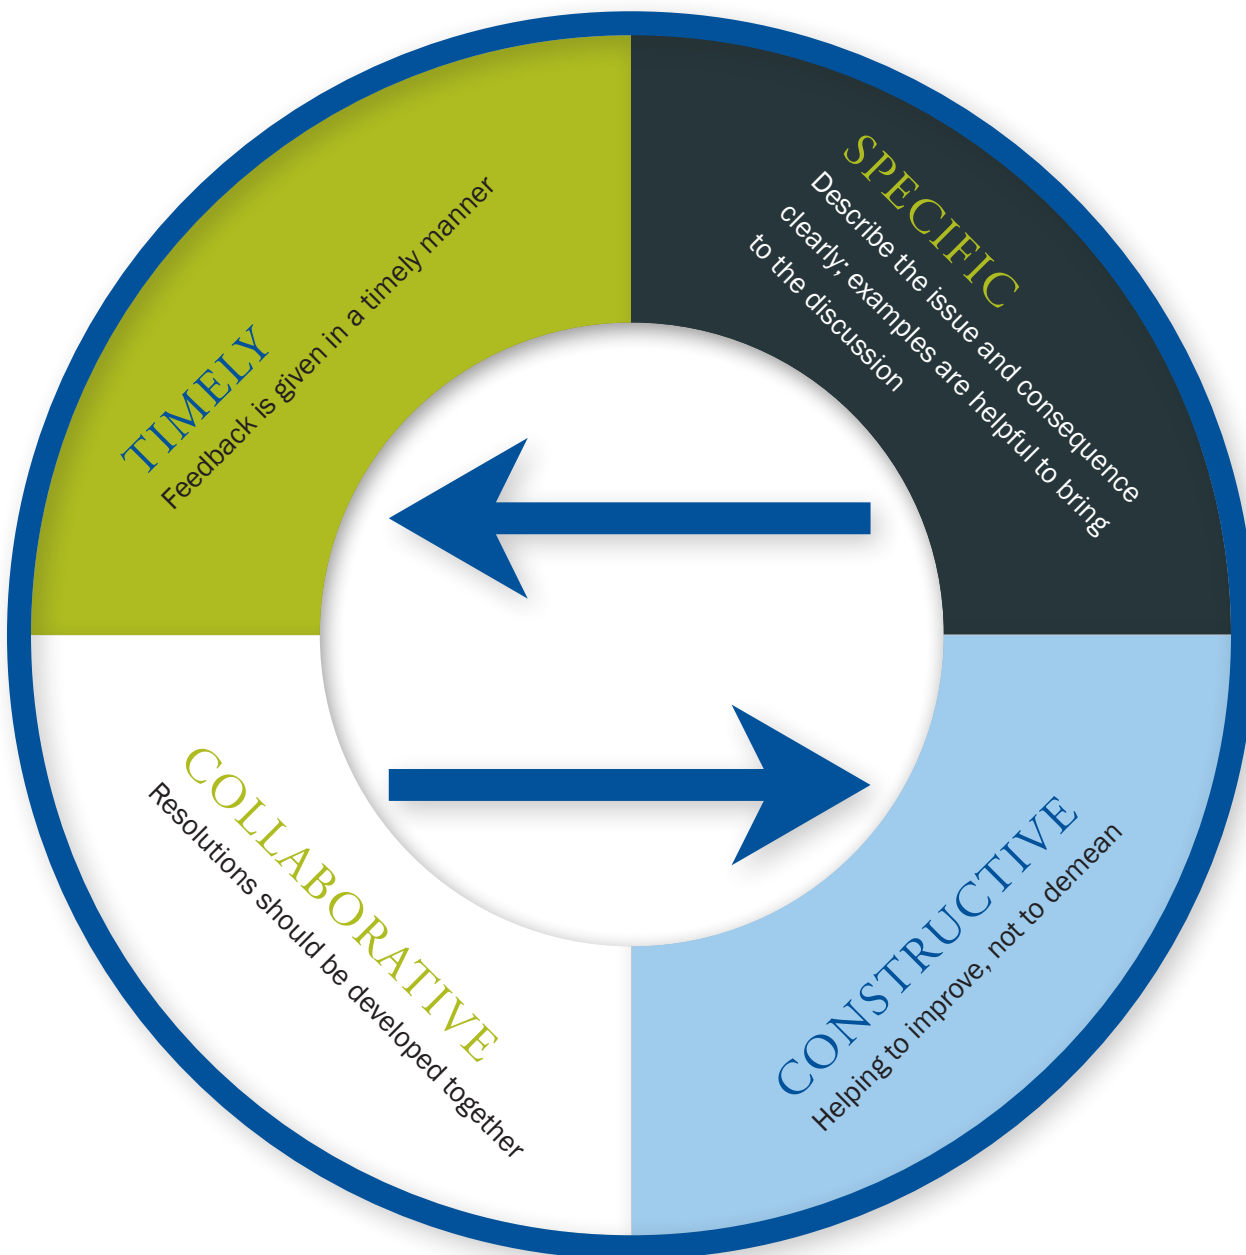 TIMELY
Feedback is given in a timely manner
SPECIFIC
Describe the issue and consequence
clearly; examples are helpful to bring
to the discussion
COLLABORATIVE
Resolutions should be developed together
CONSTRUCTIVE
Helping to improve, not to demean